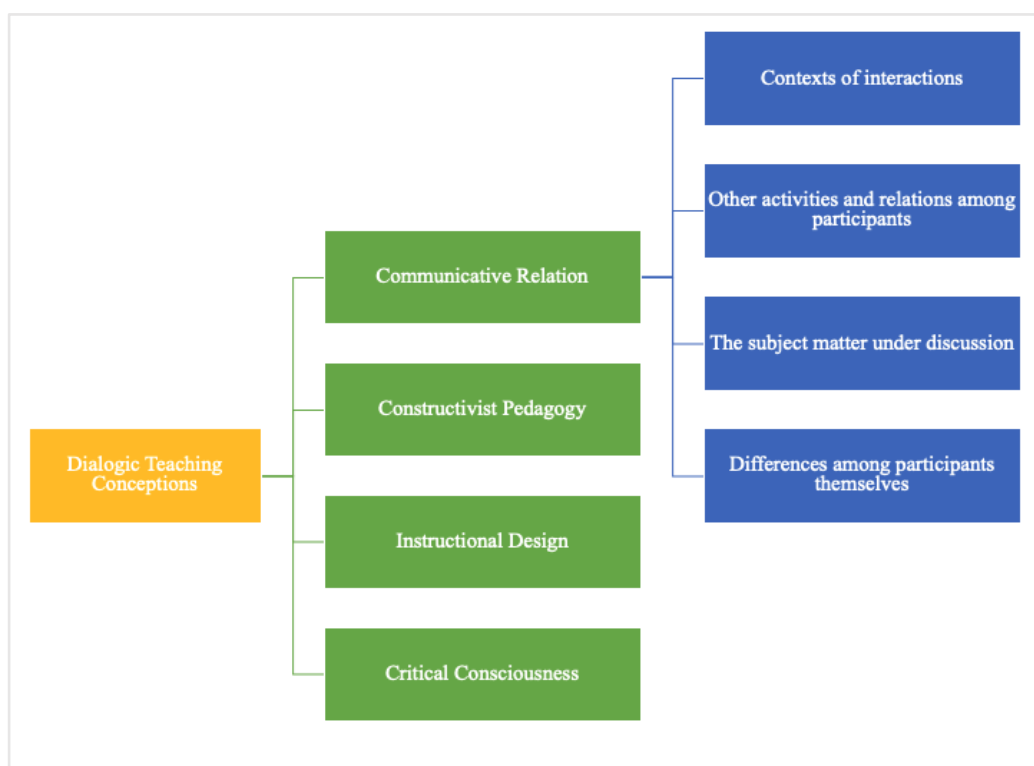 Contexts of interactions
Other activities and relations among
participants
Communicative Relation
The subject matter under discussion
Constructivist Pedagogy
Dialogic Teaching
Conceptions
Differences among participants
themselves
Instructional Design
Critical Consciousness